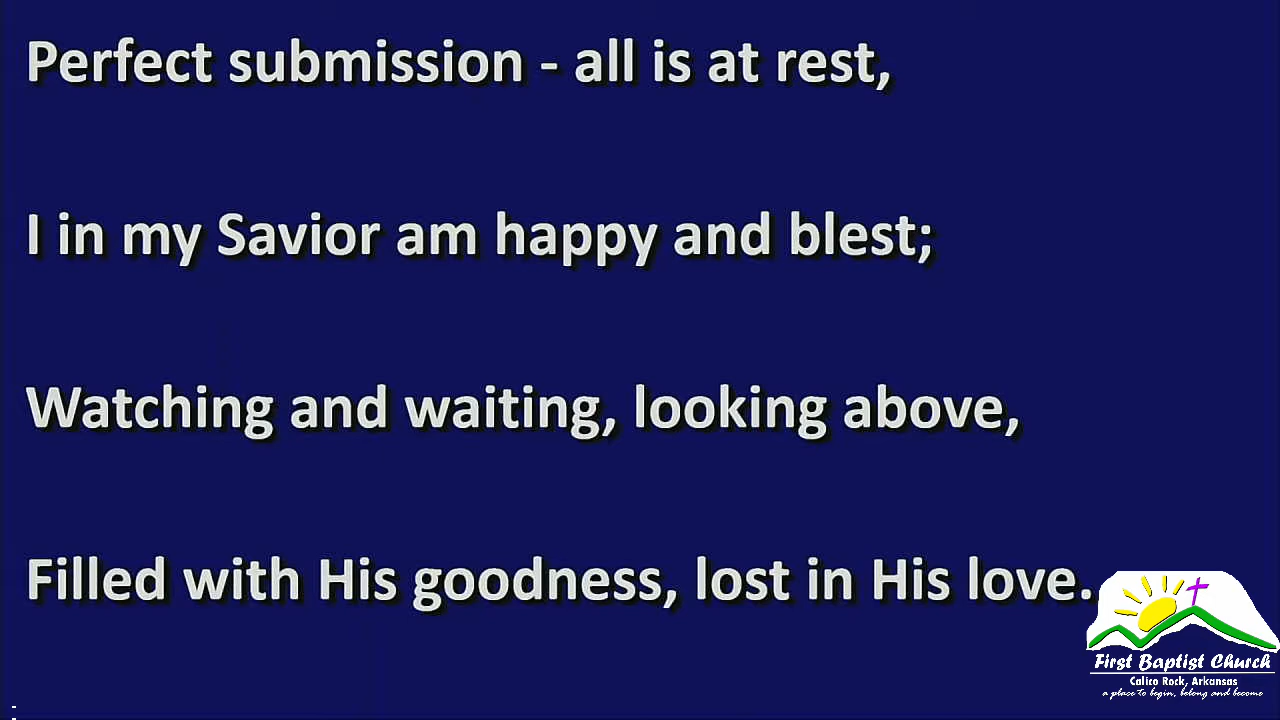 Perfect submission - all is at rest,
I in my Savior am happy and blest;
Watching and waiting, looking above,
Filled with His goodness, lost in His love.
First Baptist Church
Calico Rock, Arkansas
a place to begin, belong and become